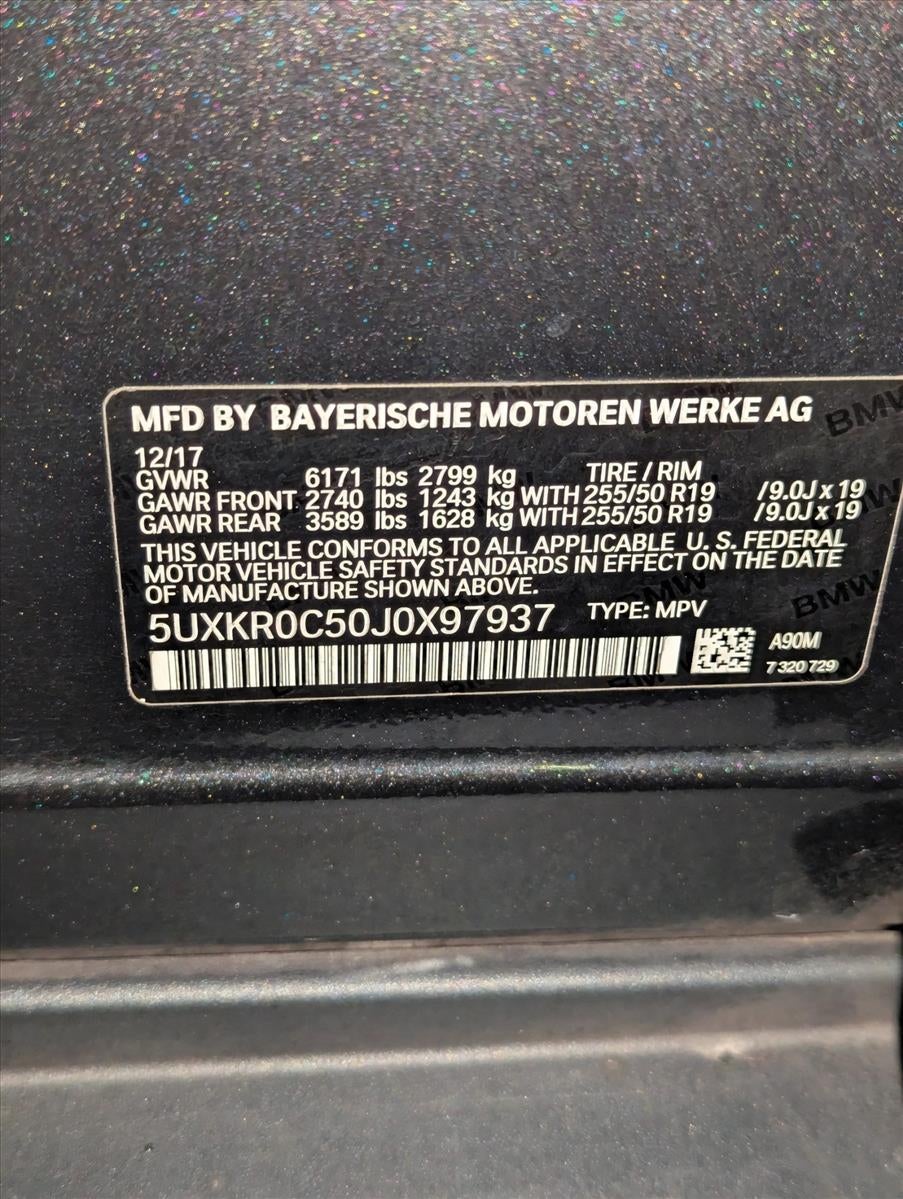 MFD BY BAYERISCHE MOTOREN WERKE AG
12/17
GVWR 6171 lbs 2799 kg TIRE / RIM
GAWR FRONT 2740 lbs 1243 kg WITH 255/50 R19 /9.0J x 19
GAWR REAR 3589 lbs 1628 kg WITH 255/50 R19 /9.0J x 19
THIS VEHICLE CONFORMS TO ALL APPLICABLE U. S. FEDERAL
MOTOR VEHICLE SAFETY STANDARDS IN EFFECT ON THE DATE
OF MANUFACTURE SHOWN ABOVE.
5UXKR0C50J0X97937 TYPE: MPV
A90M
7 320 729
BMW
BMW
BMW